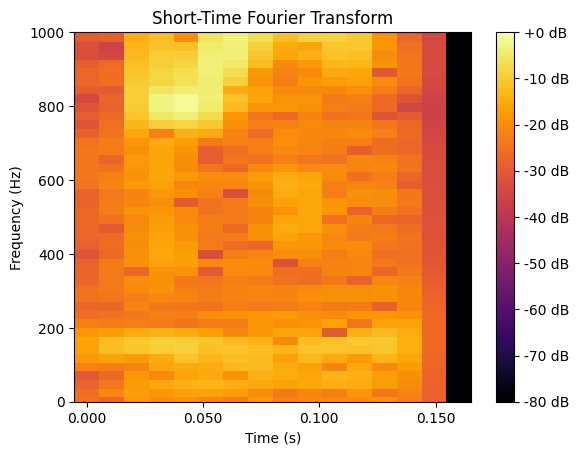 Short-Time Fourier Transform
1000
800
600
400
200
0
Frequency (Hz)
0.000
0.050
0.100
0.150
Time (s)
+0 dB
-10 dB
-20 dB
-30 dB
-40 dB
-50 dB
-60 dB
-70 dB
-80 dB